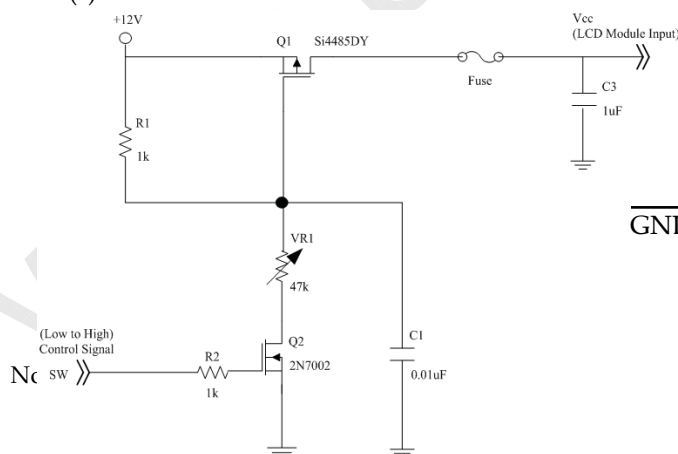 +12V
Q1
Si4485DY
Vcc
(LCD Module Input)
Fuse
C3
1uF
R1
1k
GND
VR1
47k
(Low to High)
Control Signal
SW
R2
1k
Q2
2N7002
C1
0.01uF